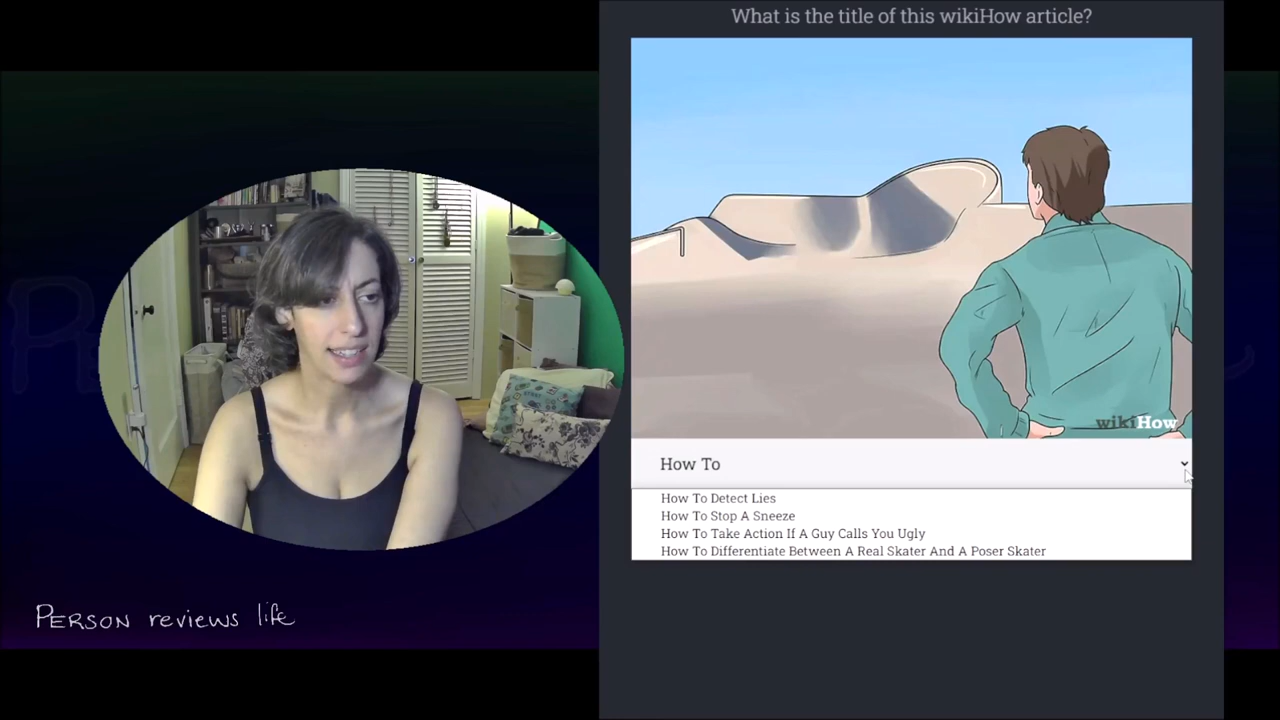 What is the title of this wikiHow article?
wikiHow
How To
How To Detect Lies
How To Stop A Sneeze
How To Take Action If A Guy Calls You Ugly
How To Differentiate Between A Real Skater And A Poser Skater
PERSON reviews life